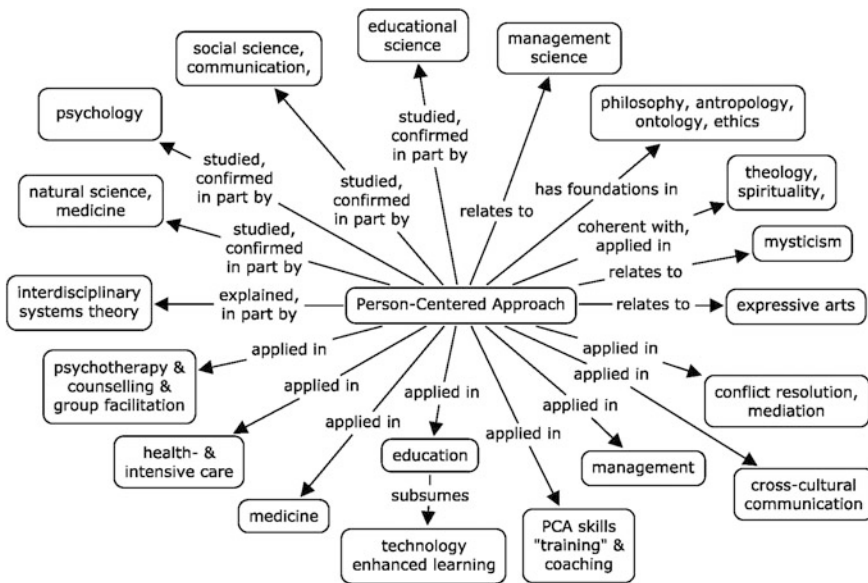 educational
science
social science,
communication,
management
science
psychology
philosophy, antropology,
ontology, ethics
studied,
confirmed
in part by
studied,
confirmed
in part by
theology,
spirituality,
natural science,
medicine
studied,
confirmed
in part by
has foundations in
relates to
studied,
confirmed
in part by
coherent with,
applied in
mysticism
relates to
interdisciplinary
systems theory
explained,
in part by
Person-Centered Approach
relates to
expressive arts
psychotherapy &
counselling &
group facilitation
applied in
applied in
applied in
applied in
applied in
conflict resolution,
mediation
applied in
applied in
applied in
health- &
intensive care
education
management
cross-cultural
communication
subsumes
medicine
technology
enhanced learning
PCA skills
"training" &
coaching